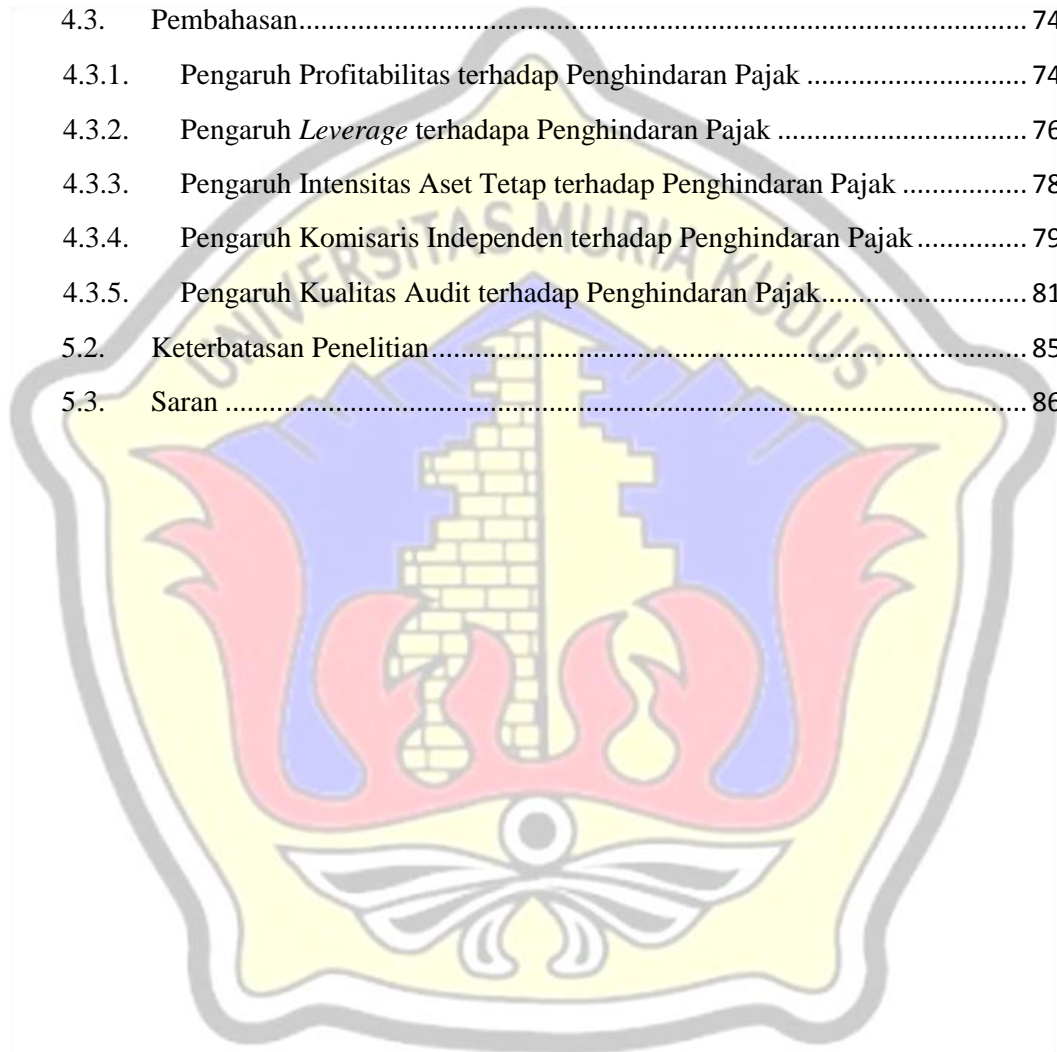 4.3. Pembahasan........................................................................................................ 74
4.3.1. Pengaruh Profitabilitas terhadap Penghindaran Pajak .................................. 74
4.3.2. Pengaruh Leverage terhadapa Penghindaran Pajak ....................................... 76
4.3.3. Pengaruh Intensitas Aset Tetap terhadap Penghindaran Pajak .................... 78
4.3.4. Pengaruh Komisaris Independen terhadap Penghindaran Pajak ................. 79
4.3.5. Pengaruh Kualitas Audit terhadap Penghindaran Pajak................................ 81
5.2. Keterbatasan Penelitian................................................................................... 85
5.3. Saran ................................................................................................................... 86
UNIVERSITAS MURIA KUDUS